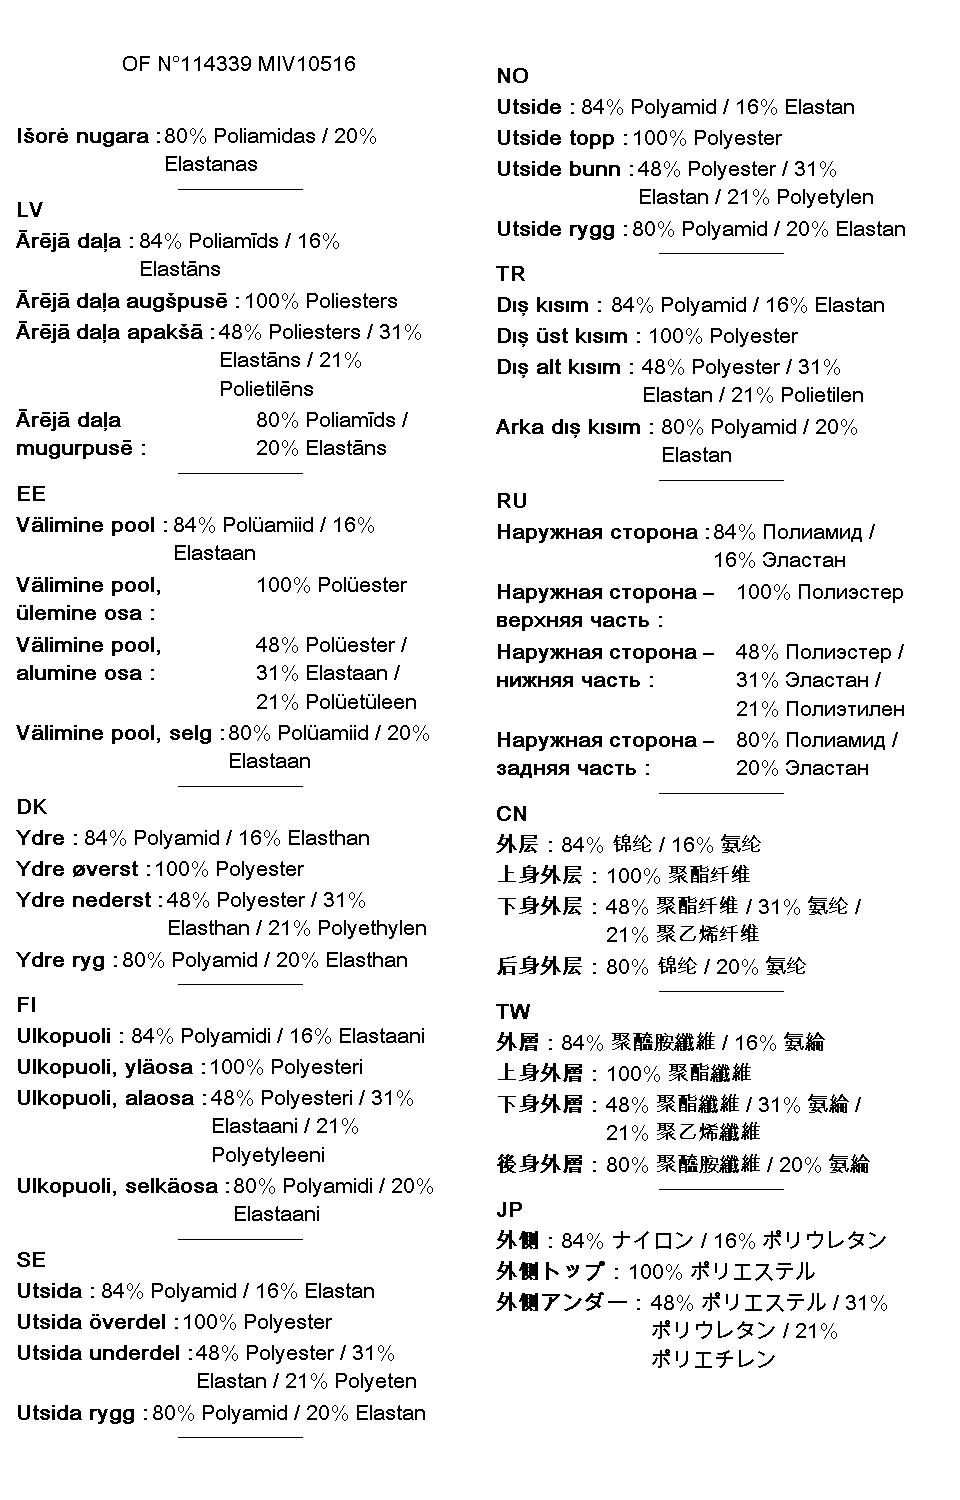 OF N°114339 MIV10516
Išorė nugara : 80% Poliamidas / 20%
Elastanas
LV
Ārējā daļa : 84% Poliamīds / 16%
Elastāns
Ārējā daļa augšpusē : 100% Poliesters
Ārējā daļa apakšā : 48% Poliesters / 31%
Elastāns / 21%
Polietilēns
Ārējā daļa 80% Poliamīds /
mugurpusē : 20% Elastāns
EE
Välimine pool : 84% Polüamiid / 16%
Elastaan
Välimine pool, 100% Polüester
ülemine osa :
Välimine pool, 48% Polüester /
alumine osa : 31% Elastaan /
21% Polüetüleen
Välimine pool, selg : 80% Polüamiid / 20%
Elastaan
DK
Ydre : 84% Polyamid / 16% Elasthan
Ydre øverst : 100% Polyester
Ydre nederst : 48% Polyester / 31%
Elasthan / 21% Polyethylen
Ydre ryg : 80% Polyamid / 20% Elasthan
FI
Ulkopuoli : 84% Polyamidi / 16% Elastaani
Ulkopuoli, yläosa : 100% Polyesteri
Ulkopuoli, alaosa : 48% Polyesteri / 31%
Elastaani / 21%
Polyetyleeni
Ulkopuoli, selkäosa : 80% Polyamidi / 20%
Elastaani
SE
Utsida : 84% Polyamid / 16% Elastan
Utsida överdel : 100% Polyester
Utsida underdel : 48% Polyester / 31%
Elastan / 21% Polyeten
Utsida rygg : 80% Polyamid / 20% Elastan
NO
Utside : 84% Polyamid / 16% Elastan
Utside topp : 100% Polyester
Utside bunn : 48% Polyester / 31%
Elastan / 21% Polyetylen
Utside rygg : 80% Polyamid / 20% Elastan
TR
Dış kısım : 84% Polyamid / 16% Elastan
Dış üst kısım : 100% Polyester
Dış alt kısım : 48% Polyester / 31%
Elastan / 21% Polietilen
Arka dış kısım : 80% Polyamid / 20%
Elastan
RU
Наружная сторона : 84% Полиамид /
16% Эластан
Наружная сторона – 100% Полиэстер
верхняя часть :
Наружная сторона – 48% Полиэстер /
нижняя часть : 31% Эластан /
21% Полиэтилен
Наружная сторона – 80% Полиамид /
задняя часть : 20% Эластан
CN
外层 : 84% 锦纶 / 16% 氨纶
上身外层 : 100% 聚酯纤维
下身外层 : 48% 聚酯纤维 / 31% 氨纶 /
21% 聚乙烯纤维
后身外层 : 80% 锦纶 / 20% 氨纶
TW
外層 : 84% 聚醯胺纖維 / 16% 氨綸
上身外層 : 100% 聚酯纖維
下身外層 : 48% 聚酯纖維 / 31% 氨綸 /
21% 聚乙烯纖維
後身外層 : 80% 聚醯胺纖維 / 20% 氨綸
JP
外側 : 84% ナイロン / 16% ポリウレタン
外側トップ : 100% ポリエステル
外側アンダー : 48% ポリエステル / 31%
ポリウレタン / 21%
ポリエチレン